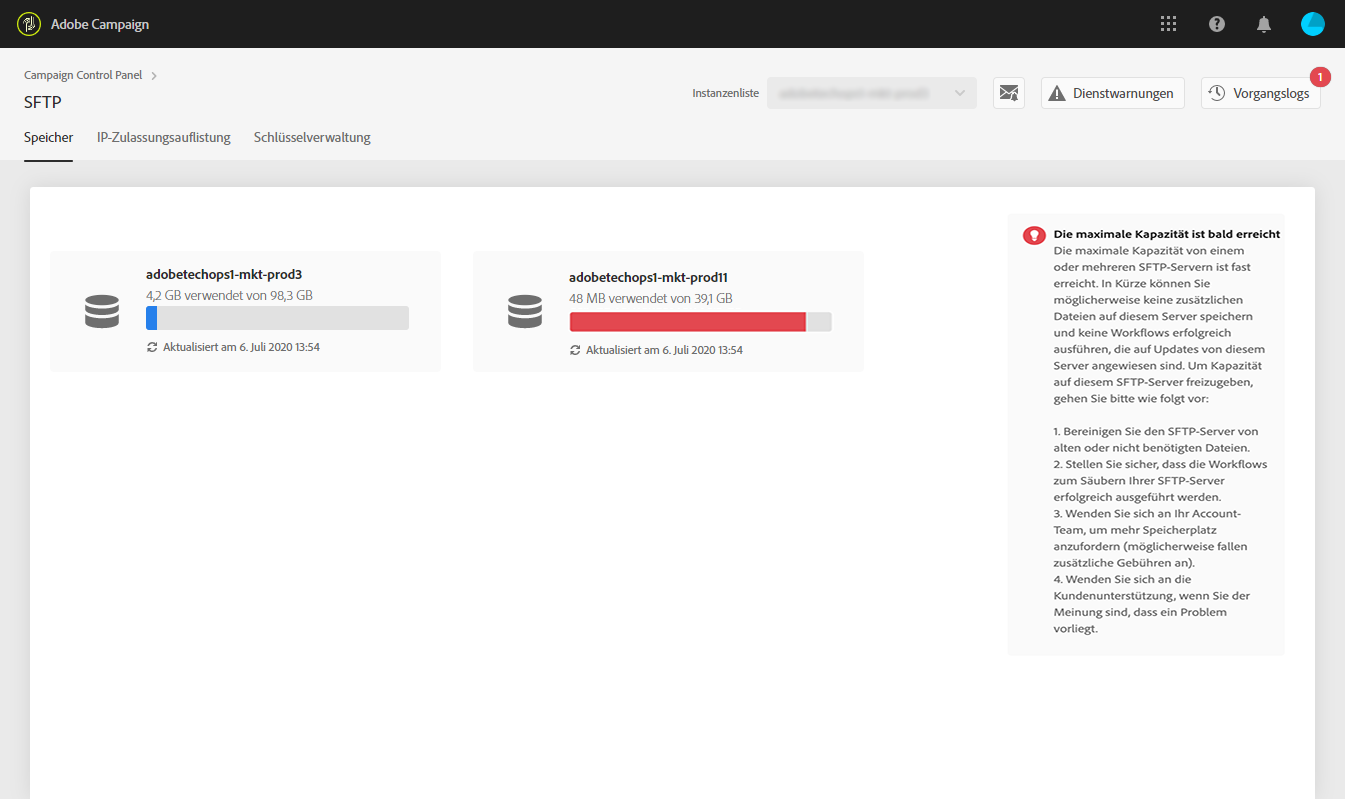 Adobe Campaign
Campaign Control Panel
SFTP
Instanzenliste
Dienstwarnungen
Vorgangslogs
1
Speicher
IP-Zulassungsauflistung
Schlüsselverwaltung
adobetechops1-mkt-prod3
4,2 GB verwendet von 98,3 GB
Aktualisiert am 6. Juli 2020 13:54
adobetechops1-mkt-prod11
48 MB verwendet von 39,1 GB
Aktualisiert am 6. Juli 2020 13:54
Die maximale Kapazität ist bald erreicht
Die maximale Kapazität von einem
oder mehreren SFTP-Servern ist fast
erreicht. In Kürze können Sie
möglicherweise keine zusätzlichen
Dateien auf diesem Server speichern
und keine Workflows erfolgreich
ausführen, die auf Updates von diesem
Server angewiesen sind. Um Kapazität
auf diesem SFTP-Server freizugeben,
gehen Sie bitte wie folgt vor:
1. Bereinigen Sie den SFTP-Server von
alten oder nicht benötigten Dateien.
2. Stellen Sie sicher, dass die Workflows
zum Säubern Ihrer SFTP-Server
erfolgreich ausgeführt werden.
3. Wenden Sie sich an Ihr Account-
Team, um mehr Speicherplatz
anzufordern (möglicherweise fallen
zusätzliche Gebühren an).
4. Wenden Sie sich an die
Kundenunterstützung, wenn Sie der
Meinung sind, dass ein Problem
vorliegt.